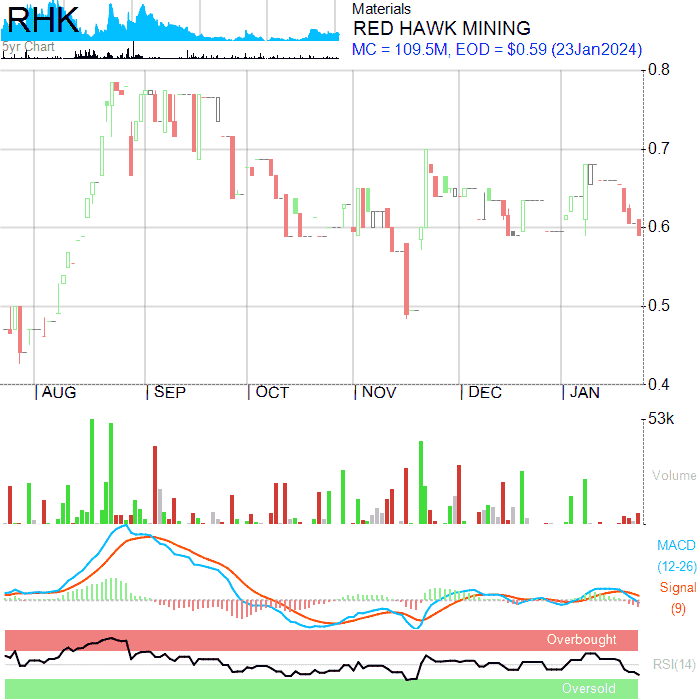 RHK
5yr Chart
Materials
RED HAWK MINING
MC = 109.5M, EOD = $0.59 (23Jan2024)
0.8
0.7
0.6
0.5
0.4
AUG SEP OCT NOV DEC JAN
53k
Volume
MACD
(12-26)
Signal
(9)
Overbought
RSI(14)
Oversold